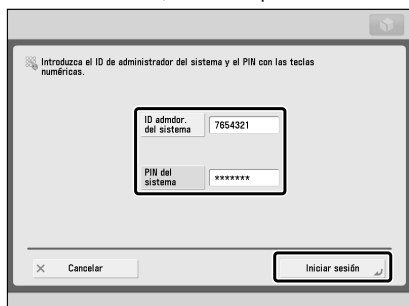 Introduzca el ID de administrador del sistema y el PIN con las teclas
numéricas.
ID admdor.
del sistema
7654321
PIN del
sistema
*******
Cancelar
Iniciar sesión